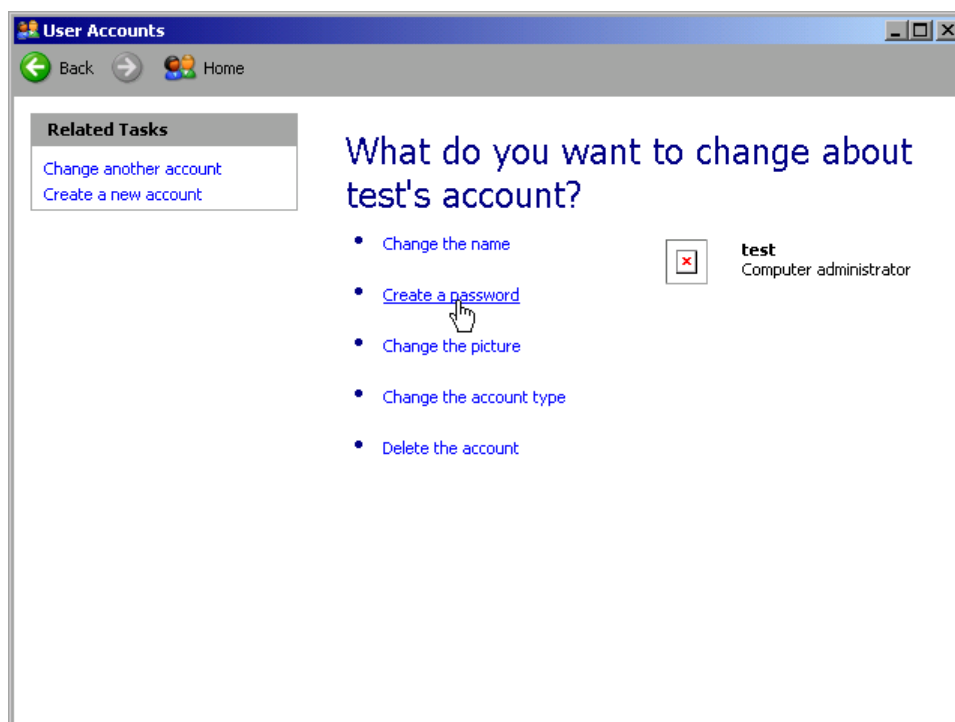 User Accounts
Back Home
Related Tasks
Change another account
Create a new account
What do you want to change about
test's account?
Change the name
Create a password
Change the picture
Change the account type
Delete the account
test
Computer administrator